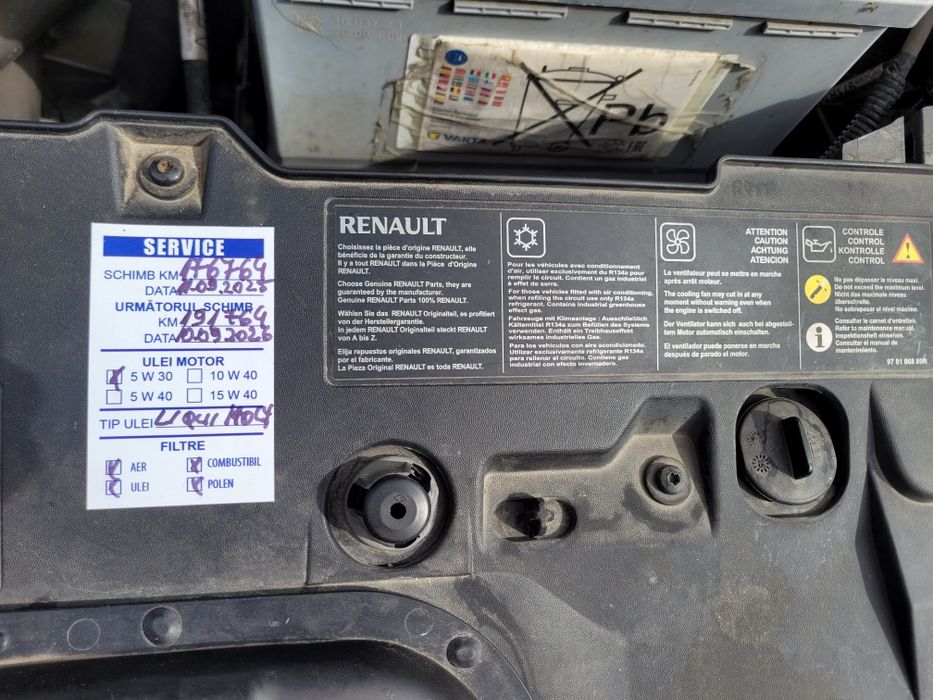 Pb
VARTA
SERVICE
SCHIMB KM 176764
DATA
URMĂTORUL SCHIMB
KM 191764
DATA
ULEI MOTOR
5 W 30 10 W 40
5 W 40 15 W 40
TIP ULEI LIQUI MOLY
FILTRE
AER COMBUSTIBIL
ULEI POLEN
RENAULT
Choisissez la pièce d'origine RENAULT, elle
bénéficie de la garantie du constructeur.
Il y a tout RENAULT dans la Pièce d'Origine
RENAULT.
Choose Genuine RENAULT Parts, they are
guaranteed by the manufacturer.
Genuine RENAULT Parts 100% RENAULT.
Wählen Sie das RENAULT Originalteil, es profitiert
von der Herstellergarantie.
In jedem RENAULT Originalteil steckt RENAULT
von A bis Z.
Elija repuestos originales RENAULT, garantizados
por el fabricante.
La Pieza Original RENAULT es toda RENAULT.
Pour les véhicules avec conditionnement
d'air, utiliser exclusivement du R134a pour
les remplissages. Contient un gas industriel
à effet de serre.
For those vehicles fitted with air conditioning,
when refilling the circuit use only R134a
refrigerant. Contains industrial greenhouse
effect gas.
Fahrzeuge mit Klimaanlage : Ausschließlich
Kältemittel R134a zum Befüllen des Systems
verwenden. Enthält ein Treibhauseffekt
wirksames industrielles Gas.
Para los vehículos con aire acondicionado.
Utilizar exclusivamente refrigerante R134a
para rellenar el circuito. Contiene gas
industrial con efecto invernadero.
ATTENTION
CAUTION
ACHTUNG
ATENCION
Le ventilateur peut se mettre en marche
après arrêt moteur.
The cooling fan may cut in at any
moment without warning even when
the engine is switched off.
Der Ventilator kann sich auch bei abgestell-
tem Motor automatisch einschalten.
El ventilador puede ponerse en marcha
después de parado el motor.
CONTROLE
CONTROL
KONTROLLE
CONTROL
Ne pas dépasser le niveau maxi.
Do not exceed the maximum level
Nicht das maximale Niveau
überschreiten.
No sobrepasar el nivel máximo
Consulter le carnet d'entretien.
Refer to maintenance manual.
Inspektionsheft einsehen
Consultar el manual de
mantenimiento.
97 81 868 69R